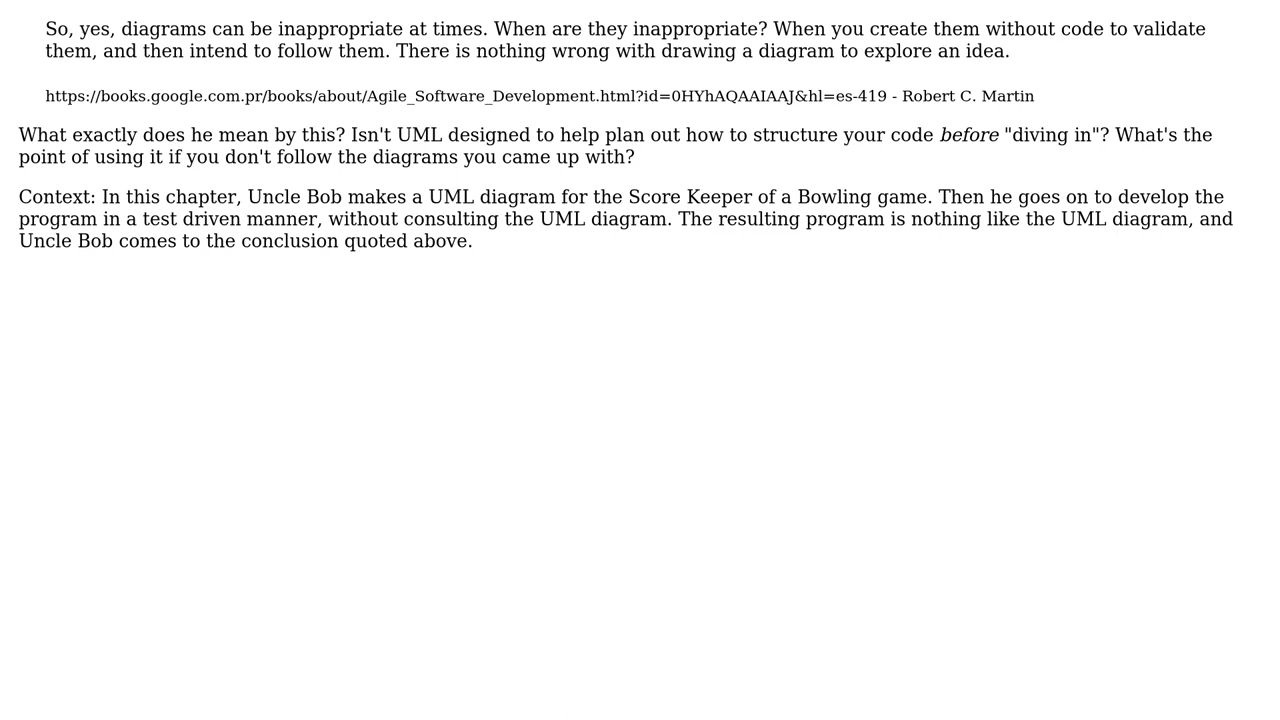 So, yes, diagrams can be inappropriate at times. When are they inappropriate? When you create them without code to validate
them, and then intend to follow them. There is nothing wrong with drawing a diagram to explore an idea.
https://books.google.com.pr/books/about/Agile_Software_Development.html?id=0HYhAQAAIAAJ&hl=es-419 - Robert C. Martin
What exactly does he mean by this? Isn't UML designed to help plan out how to structure your code before "diving in"? What's the
point of using it if you don't follow the diagrams you came up with?
Context: In this chapter, Uncle Bob makes a UML diagram for the Score Keeper of a Bowling game. Then he goes on to develop the
program in a test driven manner, without consulting the UML diagram. The resulting program is nothing like the UML diagram, and
Uncle Bob comes to the conclusion quoted above.